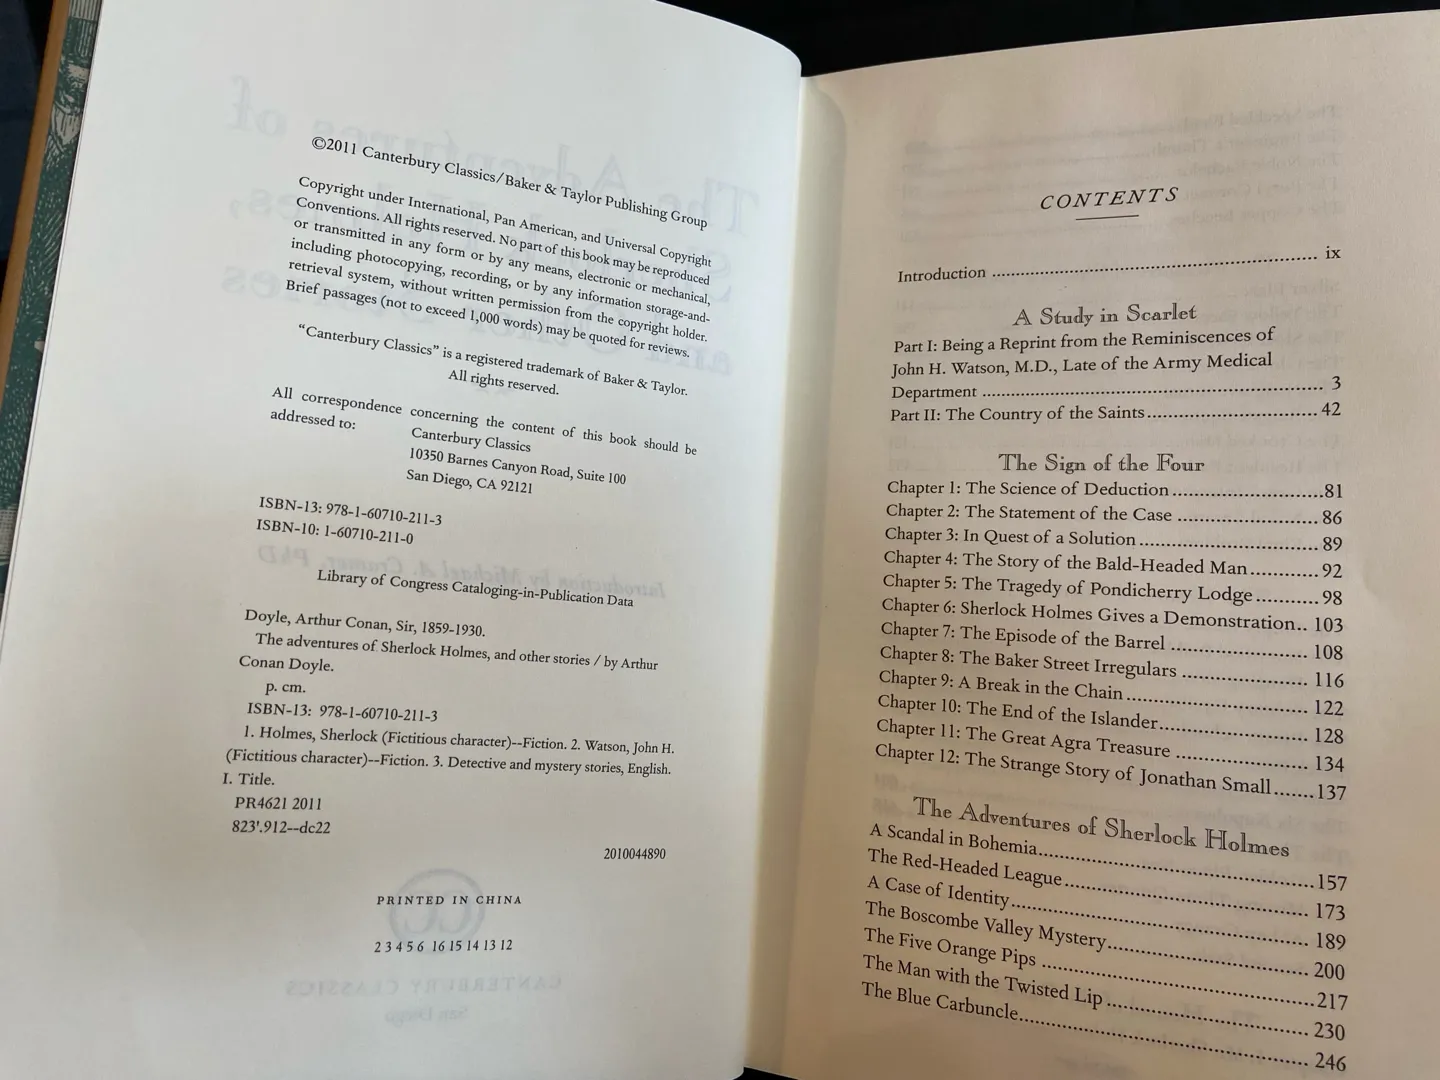 ©2011 Canterbury Classics/Baker & Taylor Publishing Group
Copyright under International, Pan American, and Universal Copyright
Conventions. All rights reserved. No part of this book may be reproduced
or transmitted in any form or by any means, electronic or mechanical,
including photocopying, recording, or by any information storage-and-
retrieval system, without written permission from the copyright holder.
Brief passages (not to exceed 1,000 words) may be quoted for reviews.
“Canterbury Classics” is a registered trademark of Baker & Taylor.
All rights reserved.
All correspondence concerning the content of this book should be
addressed to:
Canterbury Classics
10350 Barnes Canyon Road, Suite 100
San Diego, CA 92121
ISBN-13: 978-1-60710-211-3
ISBN-10: 1-60710-211-0
Library of Congress Cataloging-in-Publication Data
Doyle, Arthur Conan, Sir, 1859-1930.
The adventures of Sherlock Holmes, and other stories / by Arthur
Conan Doyle.
p. cm.
ISBN-13: 978-1-60710-211-3
1. Holmes, Sherlock (Fictitious character)--Fiction. 2. Watson, John H.
(Fictitious character)--Fiction. 3. Detective and mystery stories, English.
I. Title.
PR4621 2011
823'.912--dc22
2010044890
PRINTED IN CHINA
2 3 4 5 6 16 15 14 13 12
CONTENTS
Introduction ........ ix
A Study in Scarlet
Part I: Being a Reprint from the Reminiscences of
John H. Watson, M.D., Late of the Army Medical
Department ........ 3
Part II: The Country of the Saints ........ 42
The Sign of the Four
Chapter 1: The Science of Deduction ........ 81
Chapter 2: The Statement of the Case ........ 86
Chapter 3: In Quest of a Solution ........ 89
Chapter 4: The Story of the Bald-Headed Man ........ 92
Chapter 5: The Tragedy of Pondicherry Lodge ........ 98
Chapter 6: Sherlock Holmes Gives a Demonstration.. 103
Chapter 7: The Episode of the Barrel ........ 108
Chapter 8: The Baker Street Irregulars ........ 116
Chapter 9: A Break in the Chain ........ 122
Chapter 10: The End of the Islander ........ 128
Chapter 11: The Great Agra Treasure ........ 134
Chapter 12: The Strange Story of Jonathan Small ....... 137
The Adventures of Sherlock Holmes
A Scandal in Bohemia ........ 157
The Red-Headed League ........ 173
A Case of Identity ........ 189
The Boscombe Valley Mystery ........ 200
The Five Orange Pips ........ 217
The Man with the Twisted Lip ........ 230
The Blue Carbuncle ........ 246